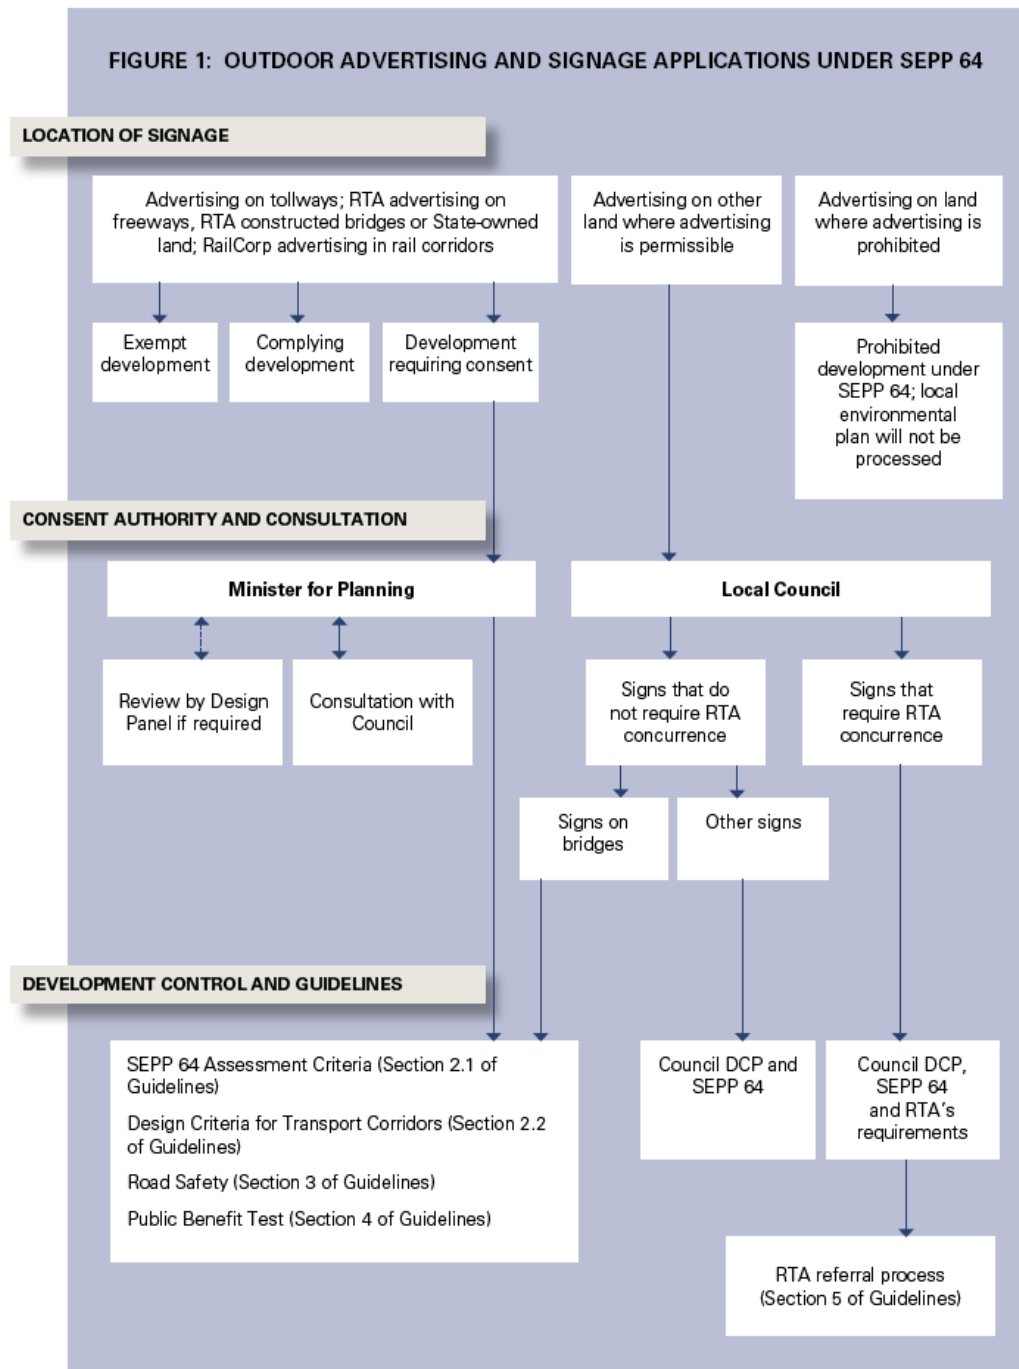 FIGURE 1: OUTDOOR ADVERTISING AND SIGNAGE APPLICATIONS UNDER SEPP 64
LOCATION OF SIGNAGE
Advertising on tollways; RTA advertising on
freeways, RTA constructed bridges or State-owned
land; RailCorp advertising in rail corridors
Advertising on other
land where advertising
is permissible
Advertising on land
where advertising is
prohibited
Exempt
development
Complying
development
Development
requiring consent
Prohibited
development under
SEPP 64; local
environmental
plan will not be
processed
CONSENT AUTHORITY AND CONSULTATION
Minister for Planning
Local Council
Review by Design
Panel if required
Consultation with
Council
Signs that do
not require RTA
concurrence
Signs that
require RTA
concurrence
Signs on
bridges
Other signs
DEVELOPMENT CONTROL AND GUIDELINES
SEPP 64 Assessment Criteria (Section 2.1 of
Guidelines)
Design Criteria for Transport Corridors (Section 2.2
of Guidelines)
Road Safety (Section 3 of Guidelines)
Public Benefit Test (Section 4 of Guidelines)
Council DCP and
SEPP 64
Council DCP,
SEPP 64
and RTA's
requirements
RTA referral process
(Section 5 of Guidelines)